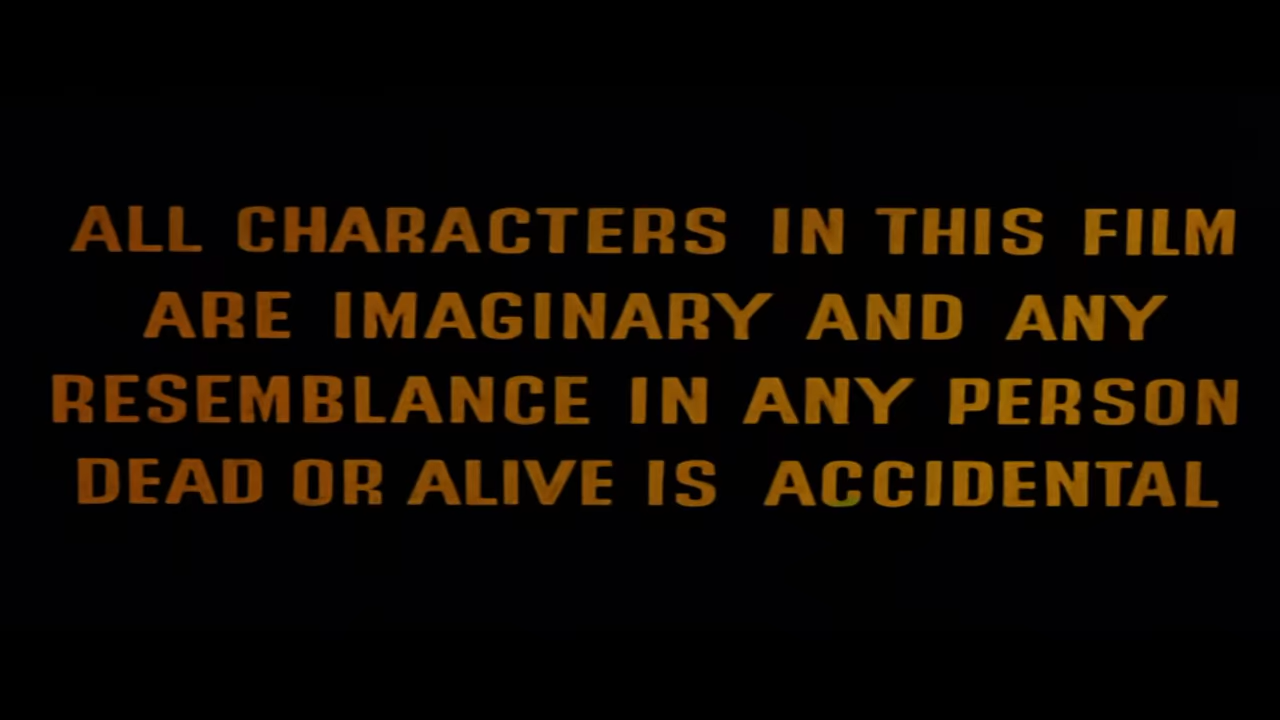 ALL CHARACTERS IN THIS FILM
ARE IMAGINARY AND ANY
RESEMBLANCE IN ANY PERSON
DEAD OR ALIVE IS ACCIDENTAL